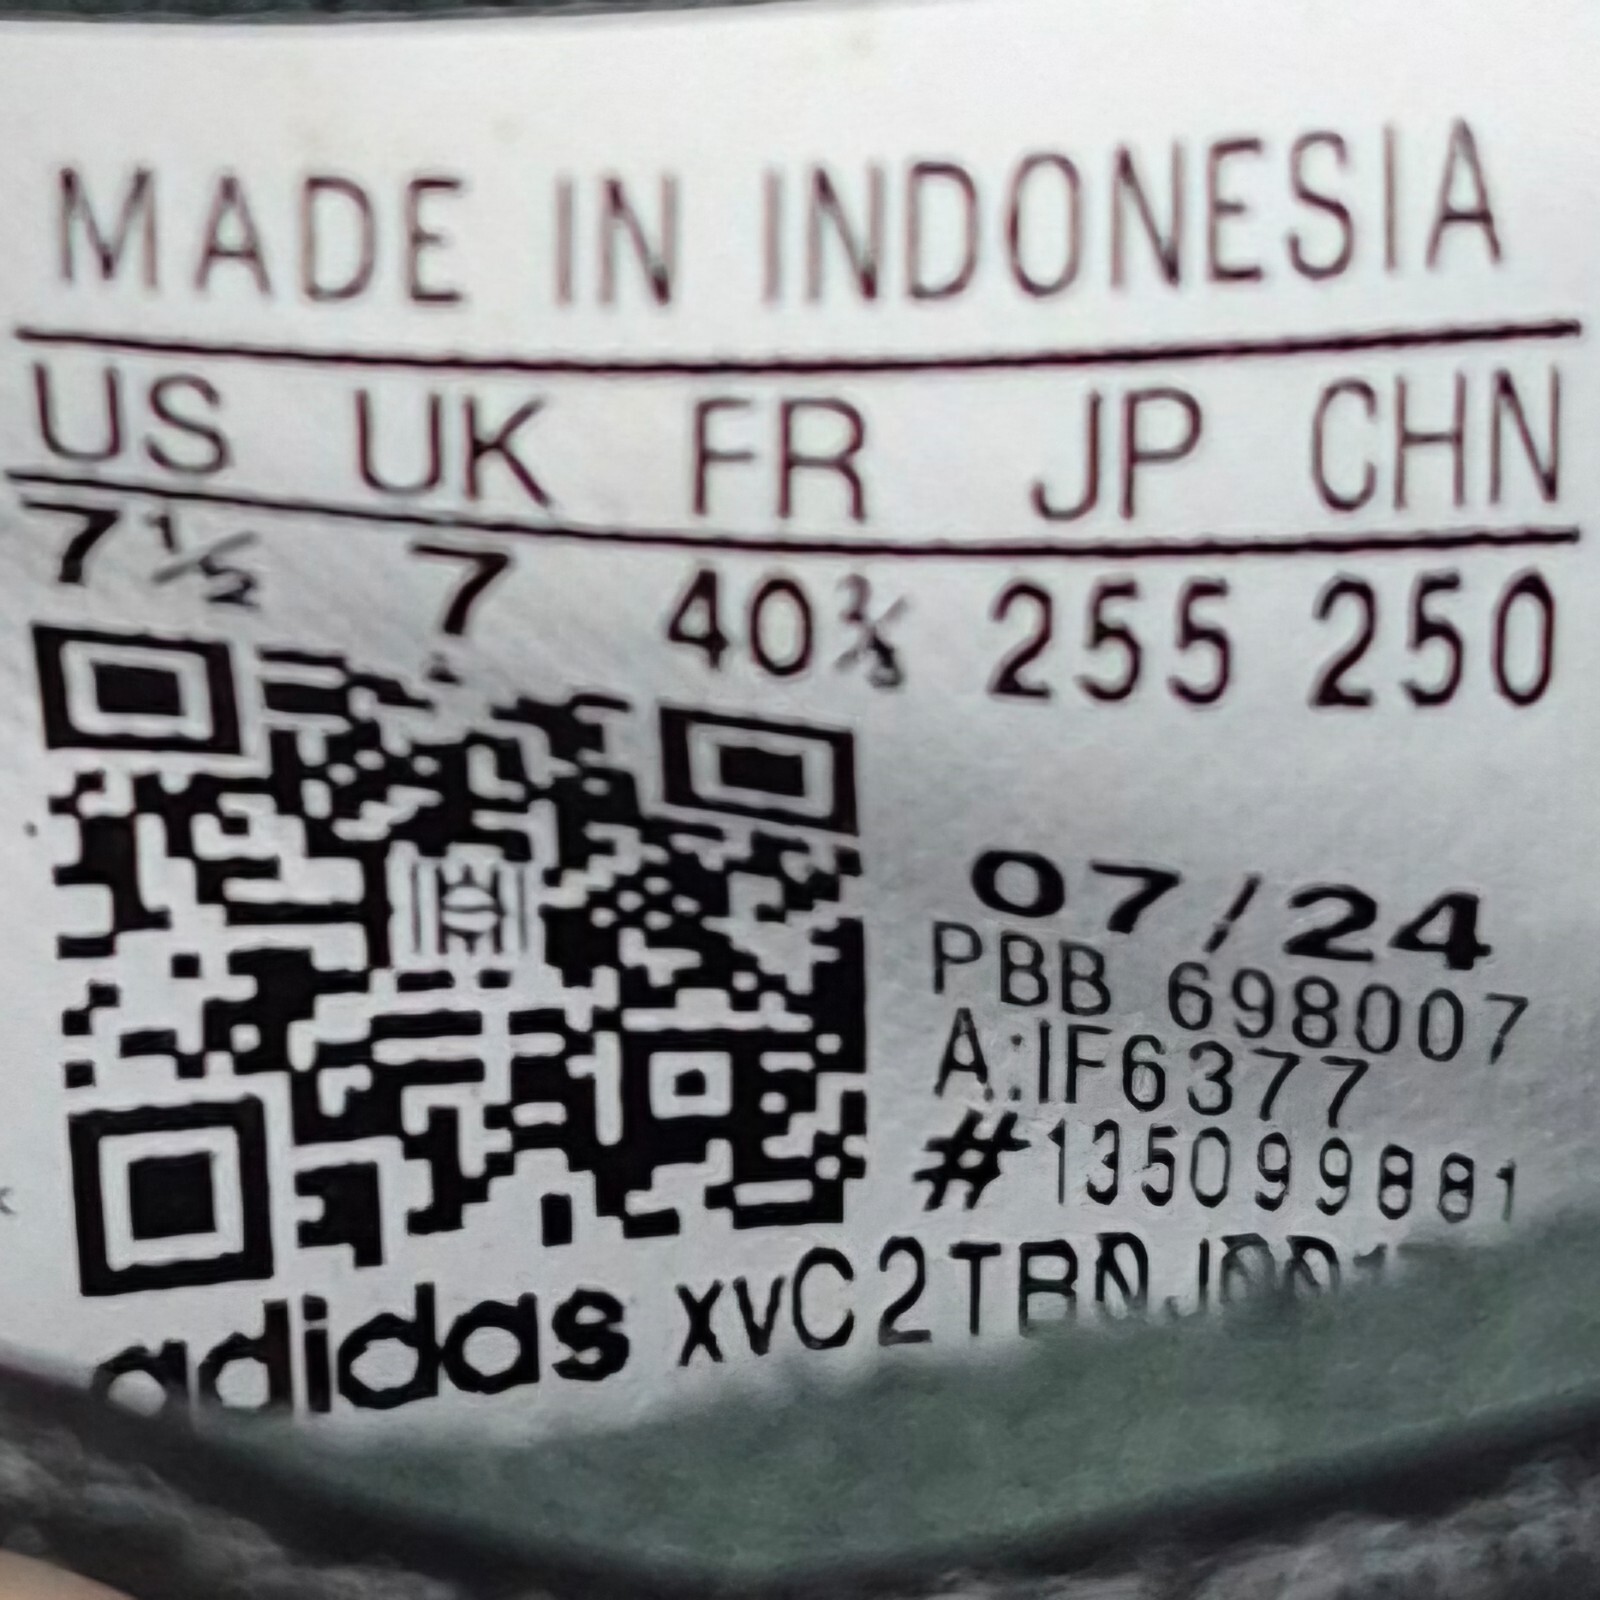 MADE IN INDONESIA
US UK FR JP CHN
7½ 7 40⅔ 255 250
07/24
PBB 698007
A:IF6377
#135099881
adidas